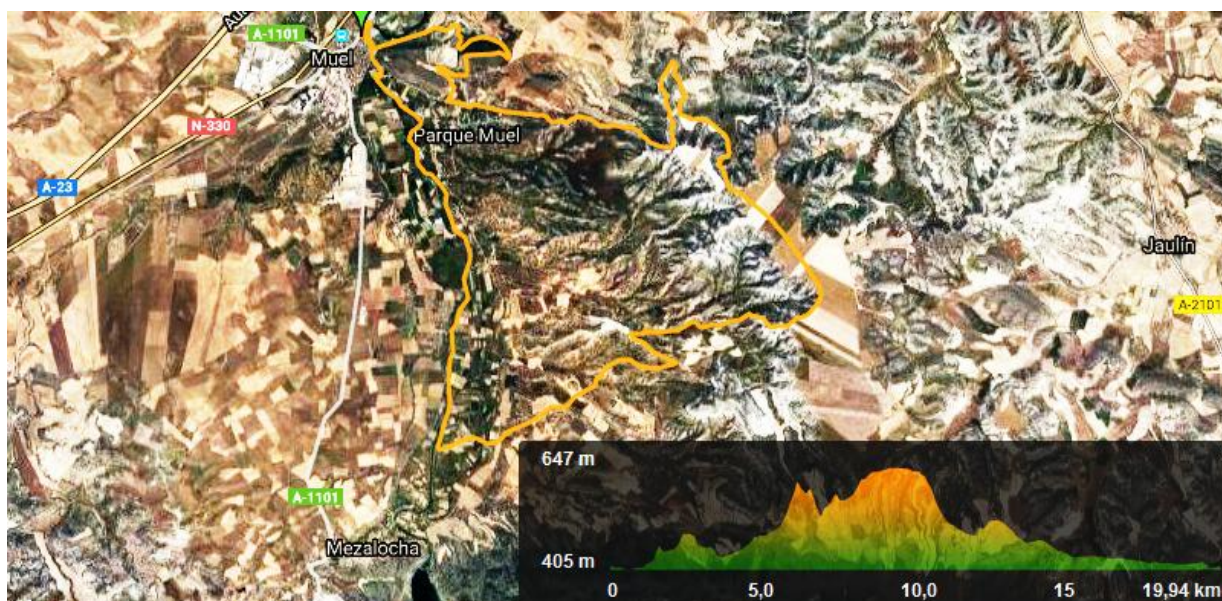 A-1101
Muel
N-330
Parque Muel
A-23
Jaulín
A-2101
A-1101
Mezalocha
647 m
405 m
0 5,0 10,0 15 19,94 km